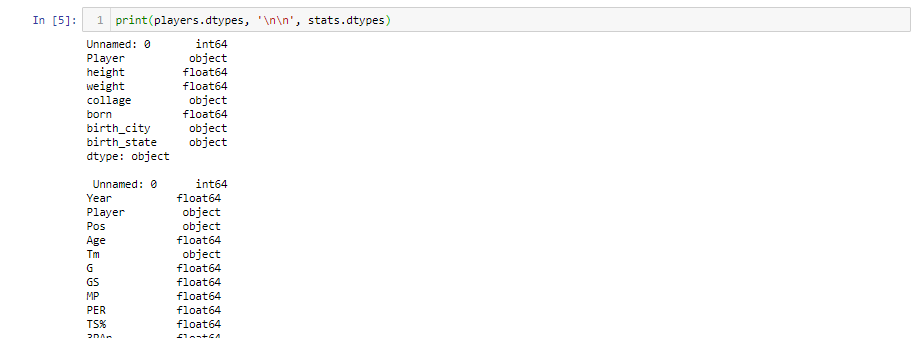 In [5]: 1 print(players.dtypes, '\n\n', stats.dtypes)
Unnamed: 0 int64
Player object
height float64
weight float64
collage object
born float64
birth_city object
birth_state object
dtype: object
Unnamed: 0 int64
Year float64
Player object
Pos object
Age float64
Tm object
G float64
GS float64
MP float64
PER float64
TS% float64
float64